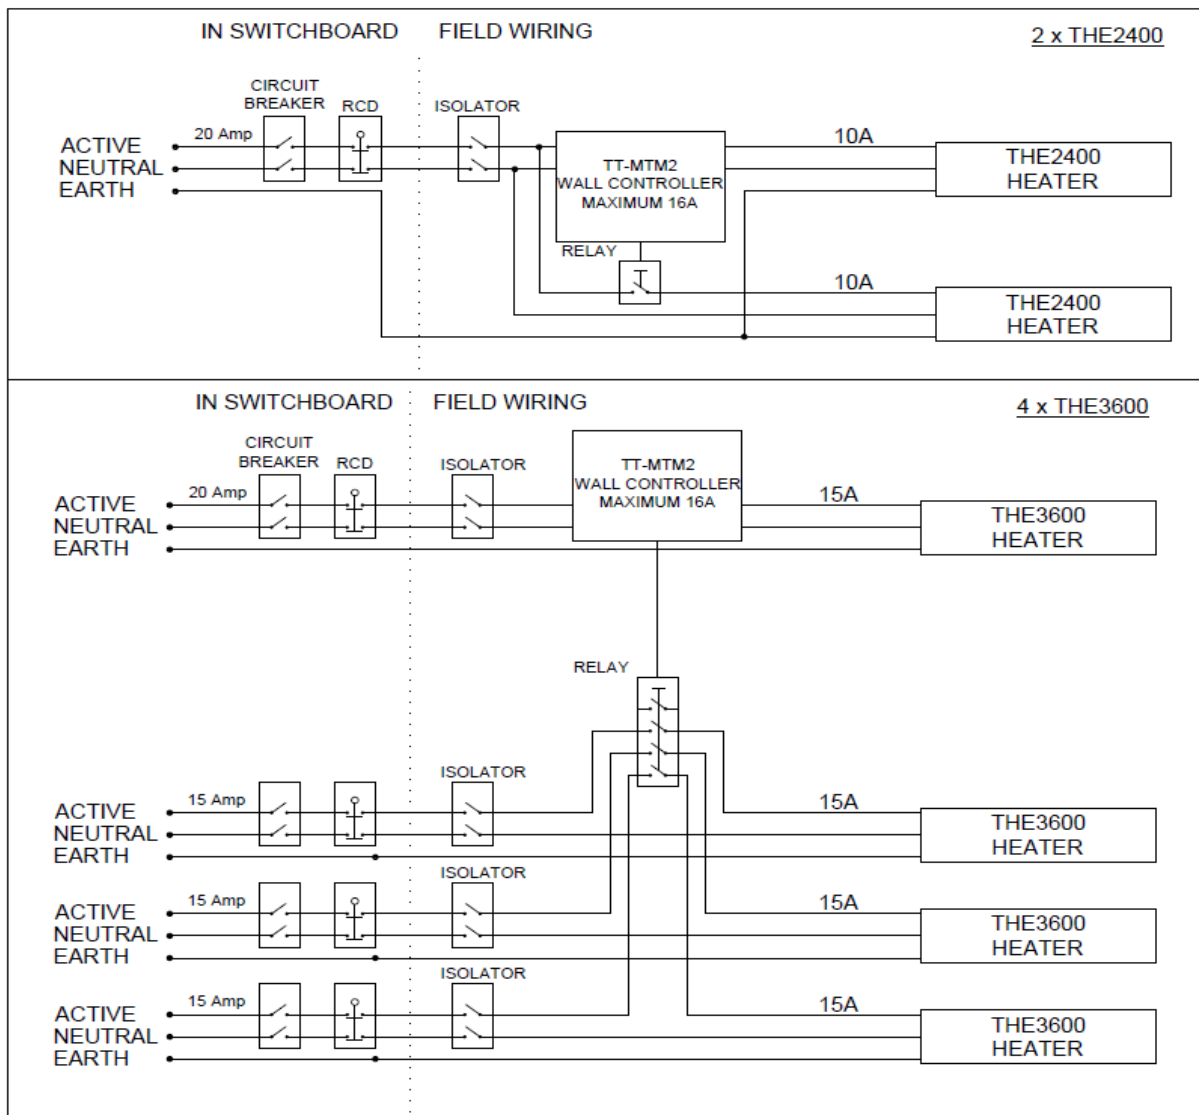 IN SWITCHBOARD
FIELD WIRING
2 x THE2400
CIRCUIT
BREAKER
RCD
ISOLATOR
20 Amp
ACTIVE
NEUTRAL
EARTH
TT-MTM2
WALL CONTROLLER
MAXIMUM 16A
RELAY
10A
THE2400
HEATER
10A
THE2400
HEATER
IN SWITCHBOARD
FIELD WIRING
4 x THE3600
CIRCUIT
BREAKER
RCD
ISOLATOR
20 Amp
ACTIVE
NEUTRAL
EARTH
TT-MTM2
WALL CONTROLLER
MAXIMUM 16A
15A
THE3600
HEATER
RELAY
ISOLATOR
15 Amp
ACTIVE
NEUTRAL
EARTH
15A
THE3600
HEATER
ISOLATOR
15 Amp
ACTIVE
NEUTRAL
EARTH
15A
THE3600
HEATER
ISOLATOR
15 Amp
ACTIVE
NEUTRAL
EARTH
15A
THE3600
HEATER